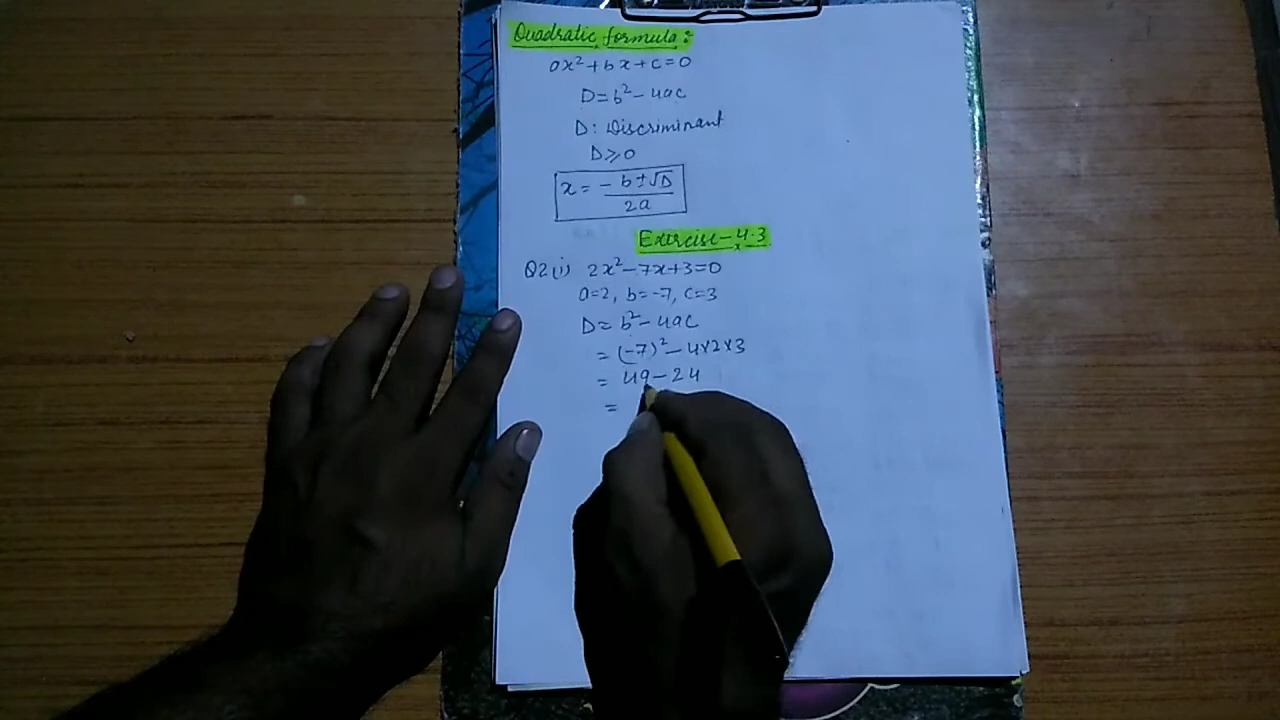 Quadratic formula:
ax²+bx+c=0
D=b²-4ac
D: Discriminant
D⩾0
x = -b±√D / 2a
Exercise-4.3
Q2(i) 2x²-7x+3=0
a=2, b=-7, c=3
D= b²-4ac
= (-7)²-4×2×3
= 49-24
=